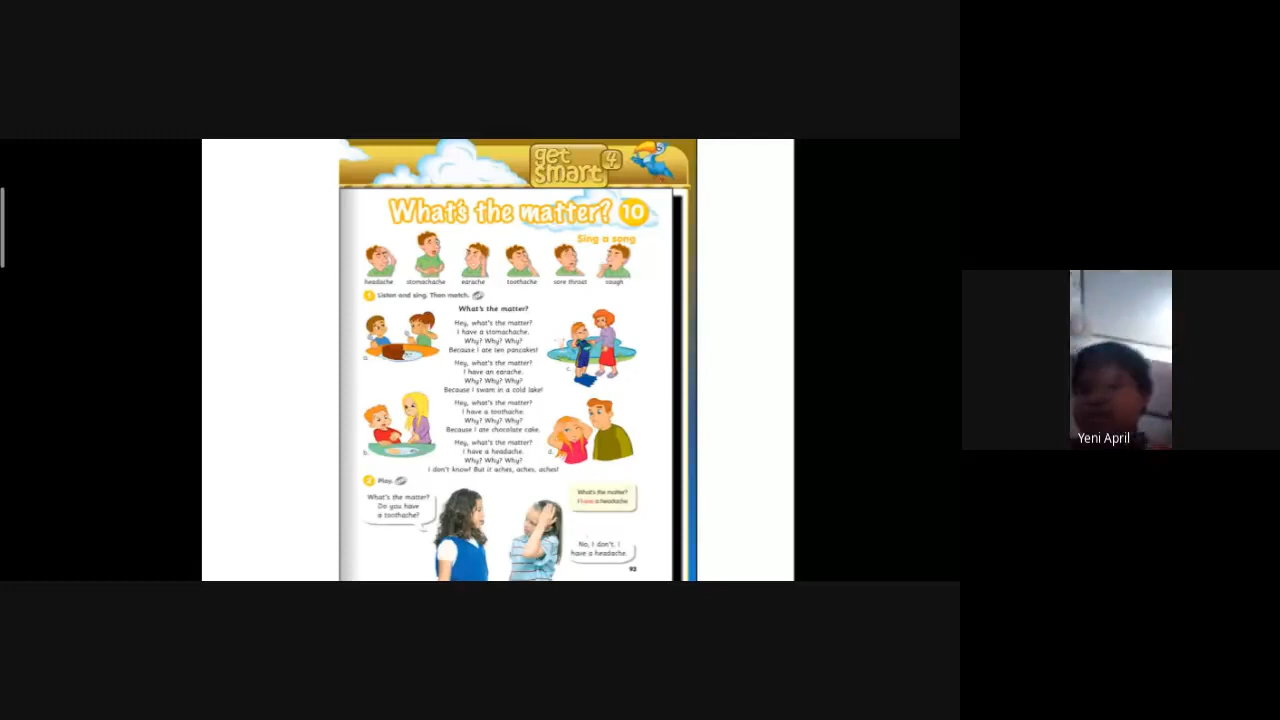 get
smart 4
What's the matter? 10
Sing a song
headache stomachache earache toothache sore throat cough
1 Listen and sing. Then match.
What's the matter?
Hey, what's the matter?
I have a stomachache.
Why? Why? Why?
Because I ate ten pancakes!
a.
Hey, what's the matter?
I have an earache.
Why? Why? Why?
Because I swam in a cold lake!
c.
Hey, what's the matter?
I have a toothache.
Why? Why? Why?
Because I ate chocolate cake.
b.
Hey, what's the matter?
I have a headache.
Why? Why? Why?
I don't know! But it aches, aches, aches!
d.
2 Play.
What's the matter?
Do you have
a toothache?
What's the matter?
I have a headache
No, I don't. I
have a headache.
93
Yeni April